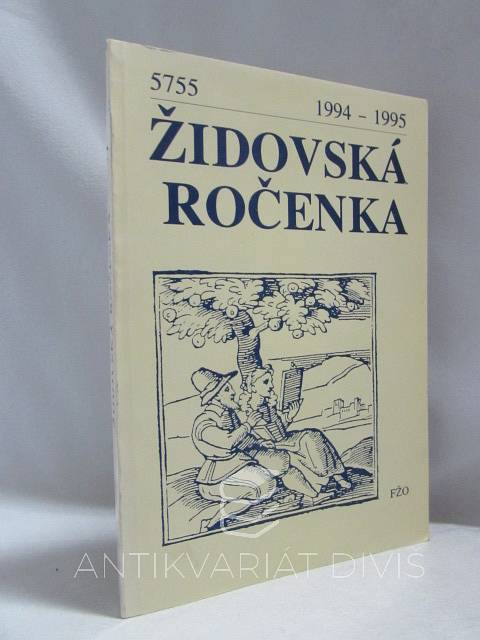 5755
1994 - 1995
ŽIDOVSKÁ
ROČENKA
FŽO
ANTIKVARIÁT DIVIŠ